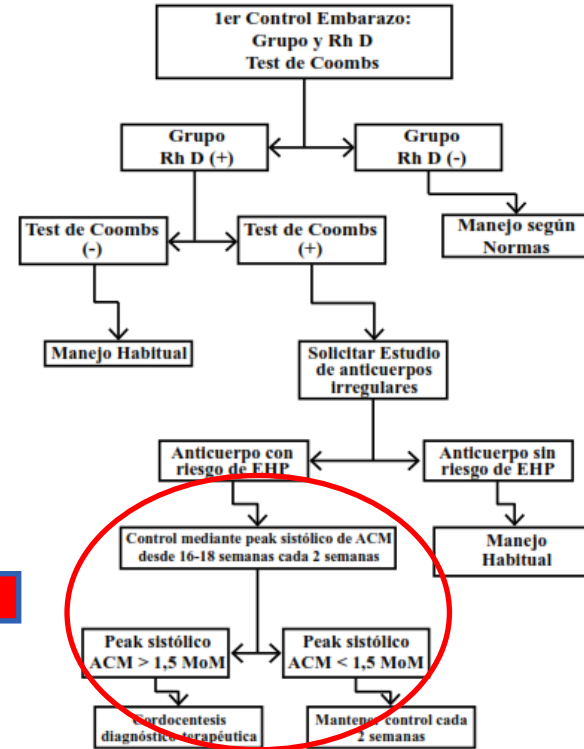 1er Control Embarazo:
Grupo y Rh D
Test de Coombs
Grupo
Rh D (+)
Grupo
Rh D (-)
Test de Coombs
(-)
Test de Coombs
(+)
Manejo según
Normas
Manejo Habitual
Solicitar Estudio
de anticuerpos
irregulares
Anticuerpo con
riesgo de EHP
Anticuerpo sin
riesgo de EHP
Control mediante peak sistólico de ACM
desde 16-18 semanas cada 2 semanas
Manejo
Habitual
Peak sistólico
ACM > 1,5 MoM
Peak sistólico
ACM < 1,5 MoM
Cordocentesis
diagnóstico-terapéutica
Mantener control cada
2 semanas